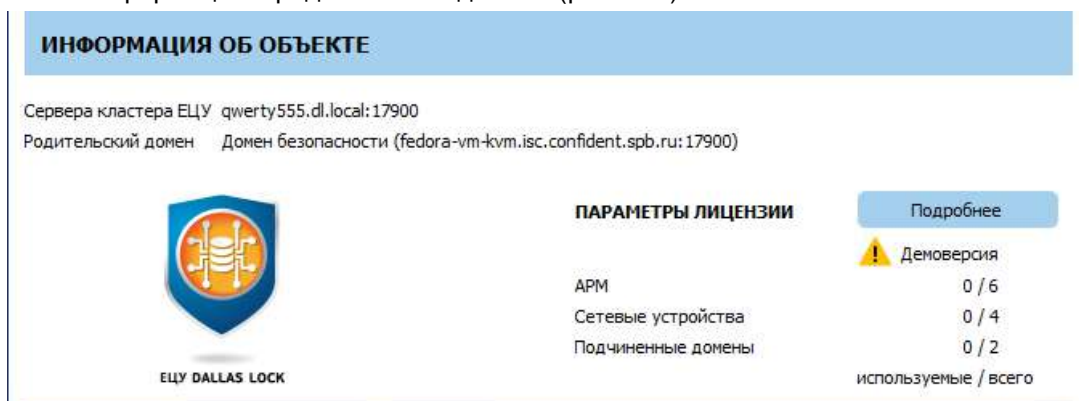 ИНФОРМАЦИЯ ОБ ОБЪЕКТЕ
Сервера кластера ЕЦУ qwerty555.dl.local:17900
Родительский домен Домен безопасности (fedora-vm-kvm.isc.confident.spb.ru:17900)
ПАРАМЕТРЫ ЛИЦЕНЗИИ Подробнее
Демоверсия
АРМ 0 / 6
Сетевые устройства 0 / 4
Подчиненные домены 0 / 2
ЕЦУ DALLAS LOCK используемые / всего